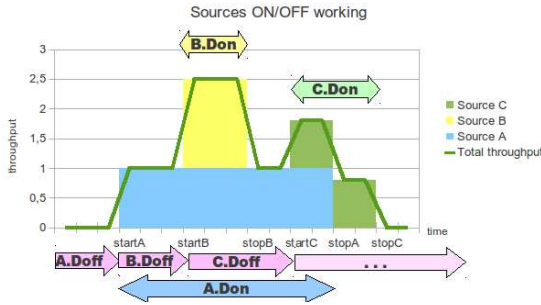 Sources ON/OFF working
B.Don
C.Don
3
2,5
2
1,5
1
0,5
0
throughput
Source C
Source B
Source A
Total throughput
time
startA startB stopB startC stopA stopC
A.Doff B.Doff C.Doff ...
A.Don